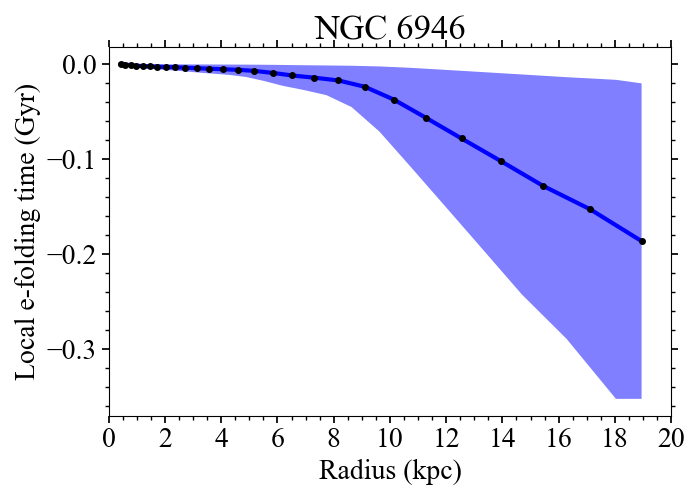 NGC 6946
0.0
−0.1
−0.2
−0.3
Local e-folding time (Gyr)
0 2 4 6 8 10 12 14 16 18 20
Radius (kpc)